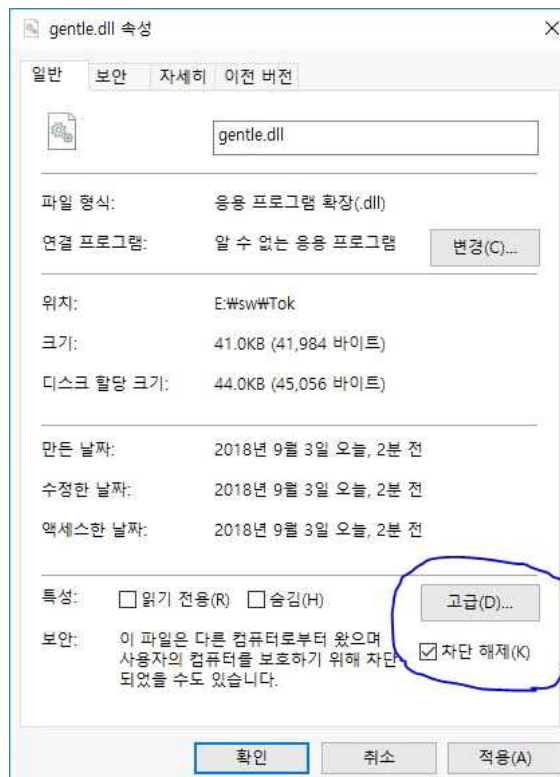 gentle.dll 속성
일반 보안 자세히 이전 버전
gentle.dll
파일 형식: 응용 프로그램 확장(.dll)
연결 프로그램: 알 수 없는 응용 프로그램 변경(C)...
위치: E:₩sw₩Tok
크기: 41.0KB (41,984 바이트)
디스크 할당 크기: 44.0KB (45,056 바이트)
만든 날짜: 2018년 9월 3일 오늘, 2분 전
수정한 날짜: 2018년 9월 3일 오늘, 2분 전
액세스한 날짜: 2018년 9월 3일 오늘, 2분 전
특성: 읽기 전용(R) 숨김(H) 고급(D)...
보안: 이 파일은 다른 컴퓨터로부터 왔으며
사용자의 컴퓨터를 보호하기 위해 차단 차단 해제(K)
되었을 수도 있습니다.
확인 취소 적용(A)